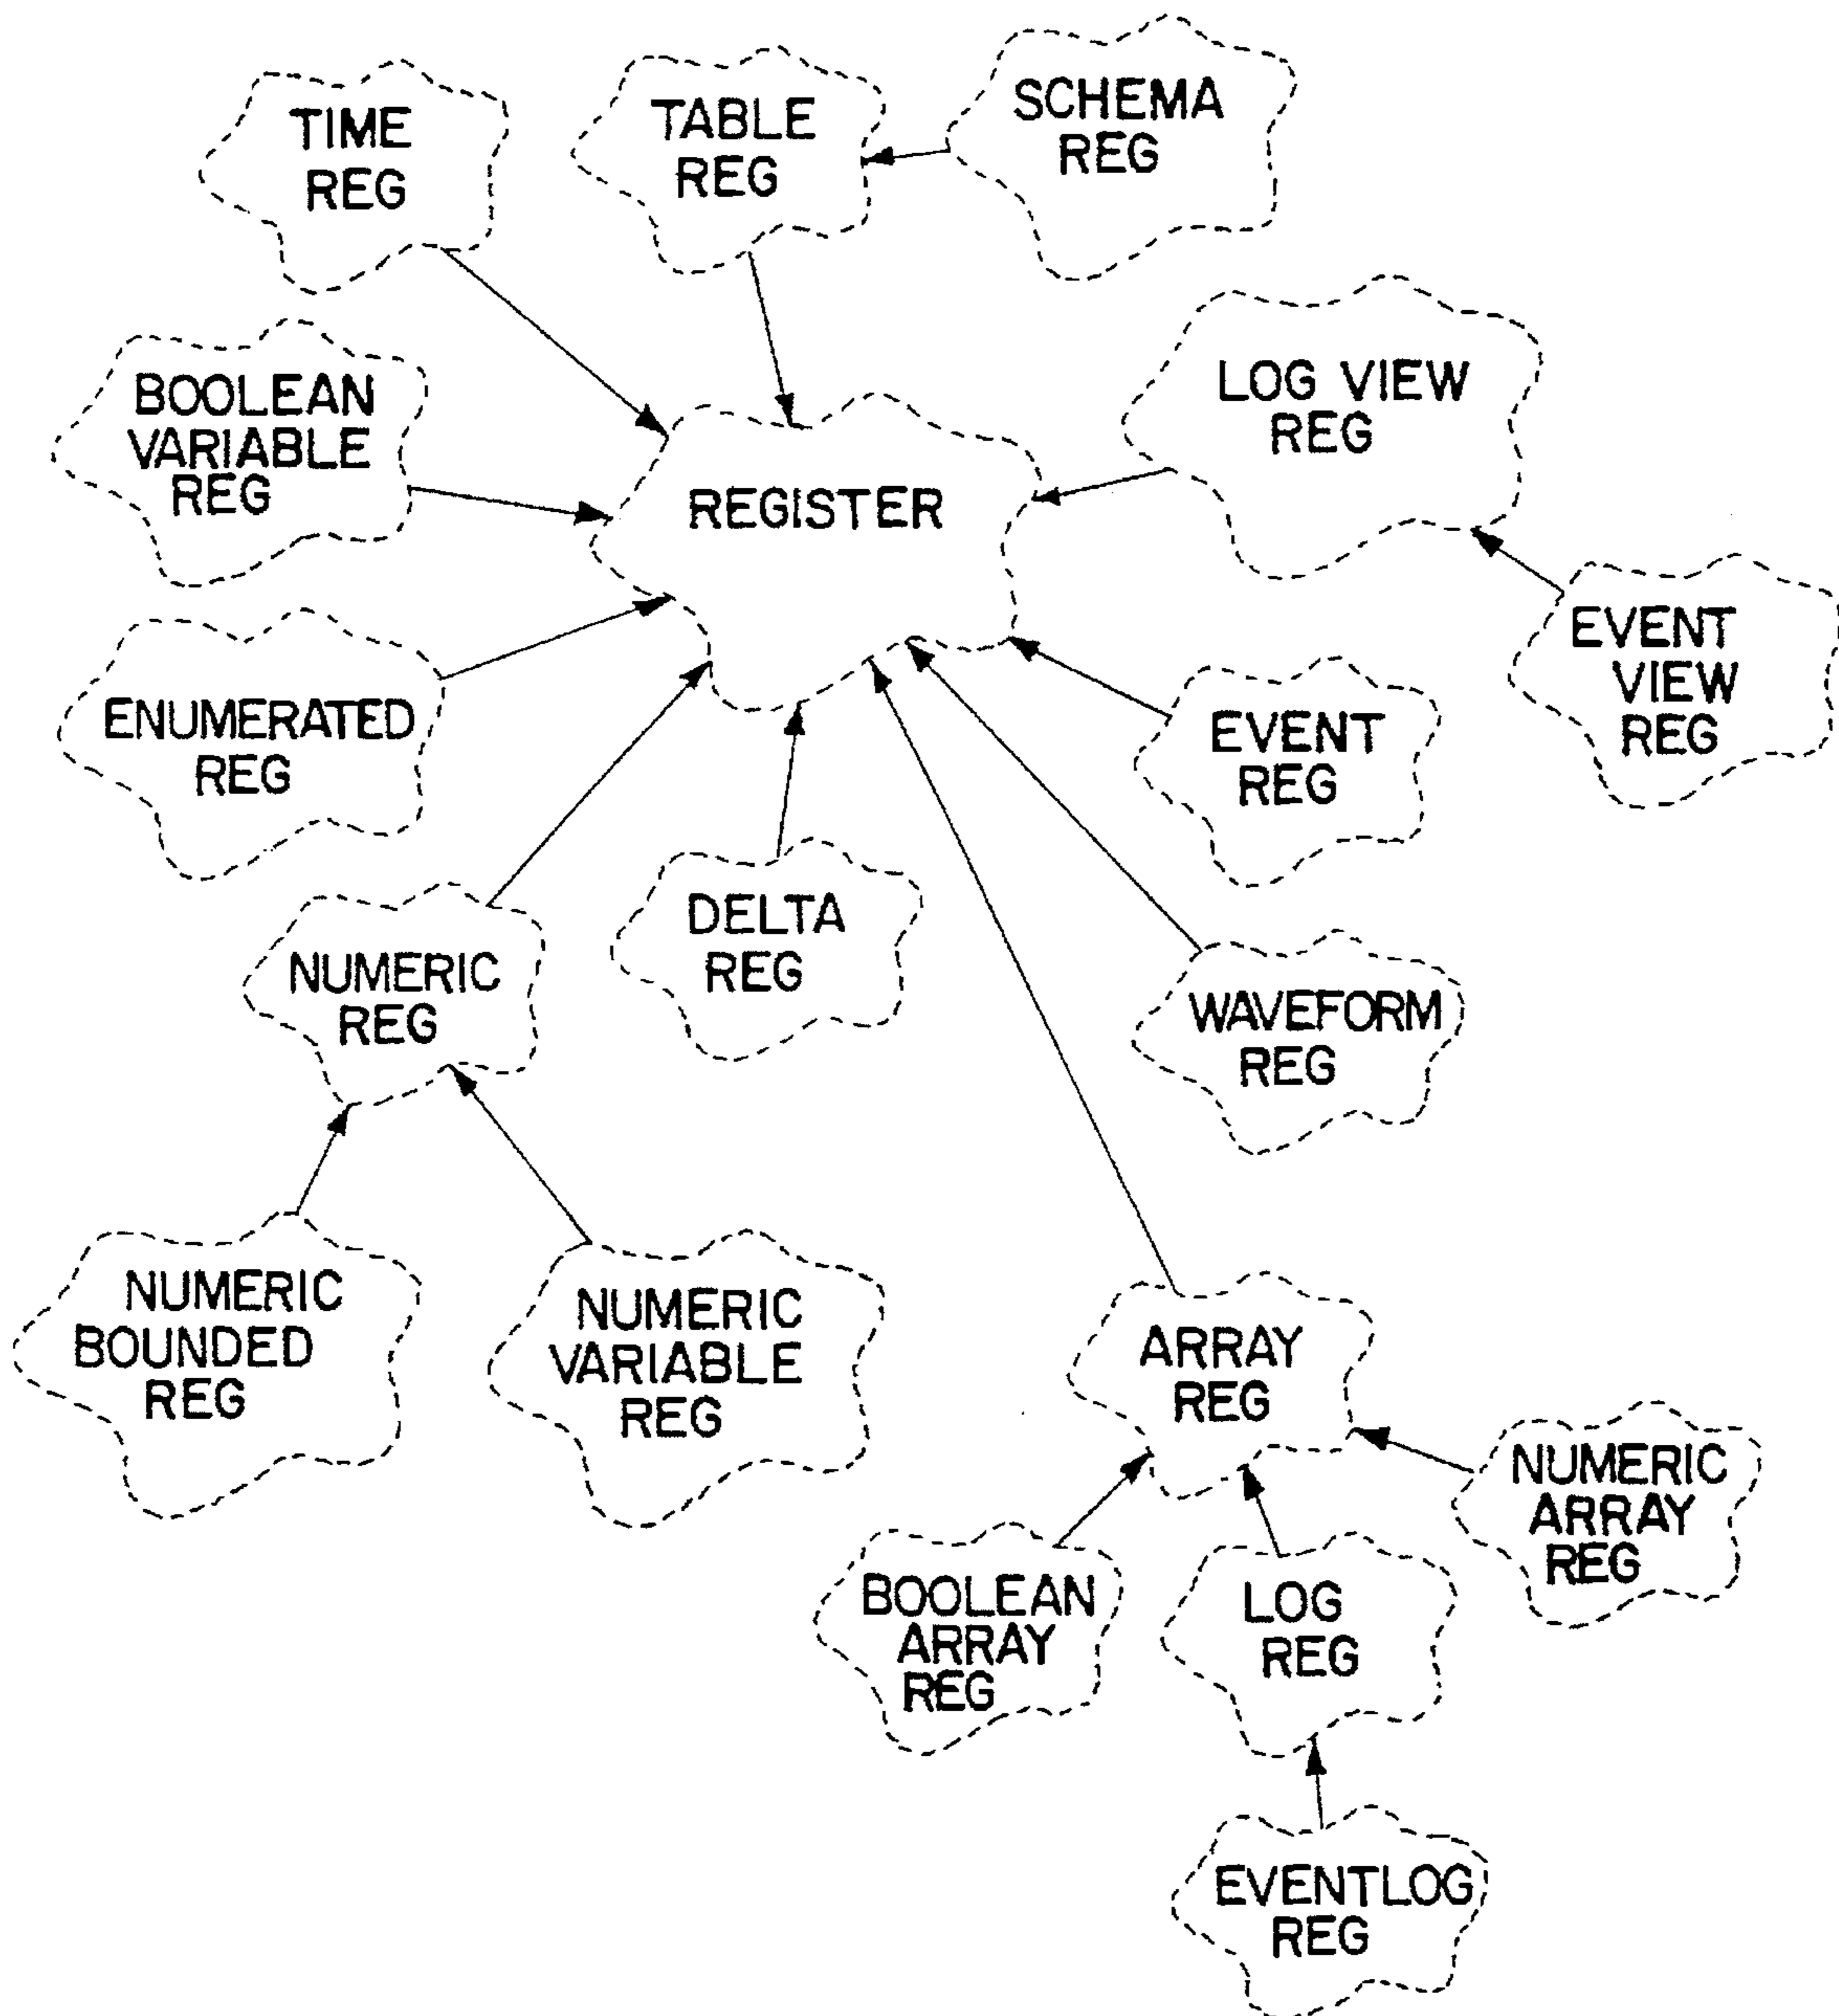 TIME
REG
TABLE
REG
SCHEMA
REG
BOOLEAN
VARIABLE
REG
REGISTER
LOG VIEW
REG
ENUMERATED
REG
EVENT
REG
EVENT
VIEW
REG
NUMERIC
REG
DELTA
REG
WAVEFORM
REG
NUMERIC
BOUNDED
REG
NUMERIC
VARIABLE
REG
ARRAY
REG
NUMERIC
ARRAY
REG
BOOLEAN
ARRAY
REG
LOG
REG
EVENTLOG
REG